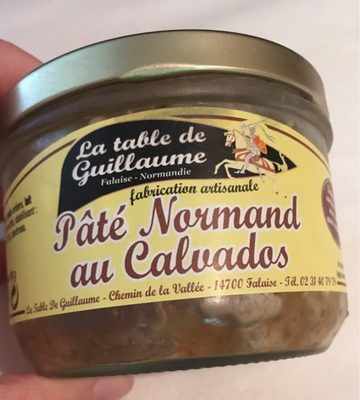 La table de
Guillaume
Falaise - Normandie
fabrication artisanale
Pâté Normand
au Calvados
La Table De Guillaume - Chemin de la Vallée - 14700 Falaise - Tél. 02 31 40 79 79